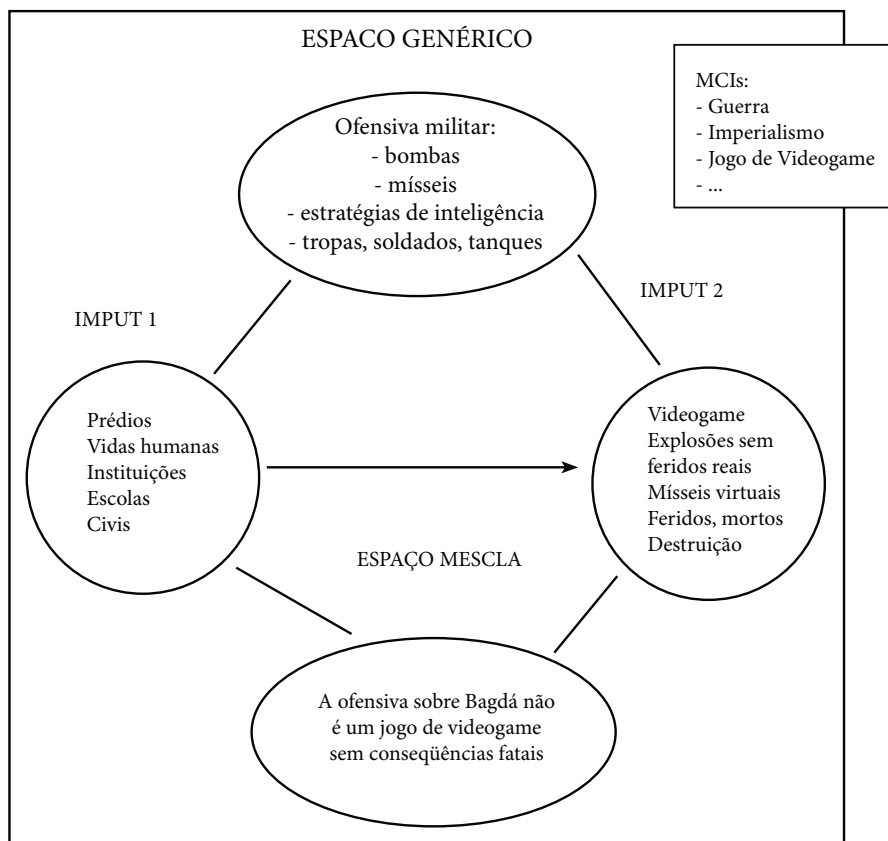 ESPACO GENÉRICO
MCIs:
- Guerra
- Imperialismo
- Jogo de Videogame
- ...
Ofensiva militar:
- bombas
- mísseis
- estratégias de inteligência
- tropas, soldados, tanques
IMPUT 1
IMPUT 2
Prédios
Vidas humanas
Instituições
Escolas
Civis
Videogame
Explosões sem
feridos reais
Mísseis virtuais
Feridos, mortos
Destruição
ESPAÇO MESCLA
A ofensiva sobre Bagdá não
é um jogo de videogame
sem conseqüências fatais